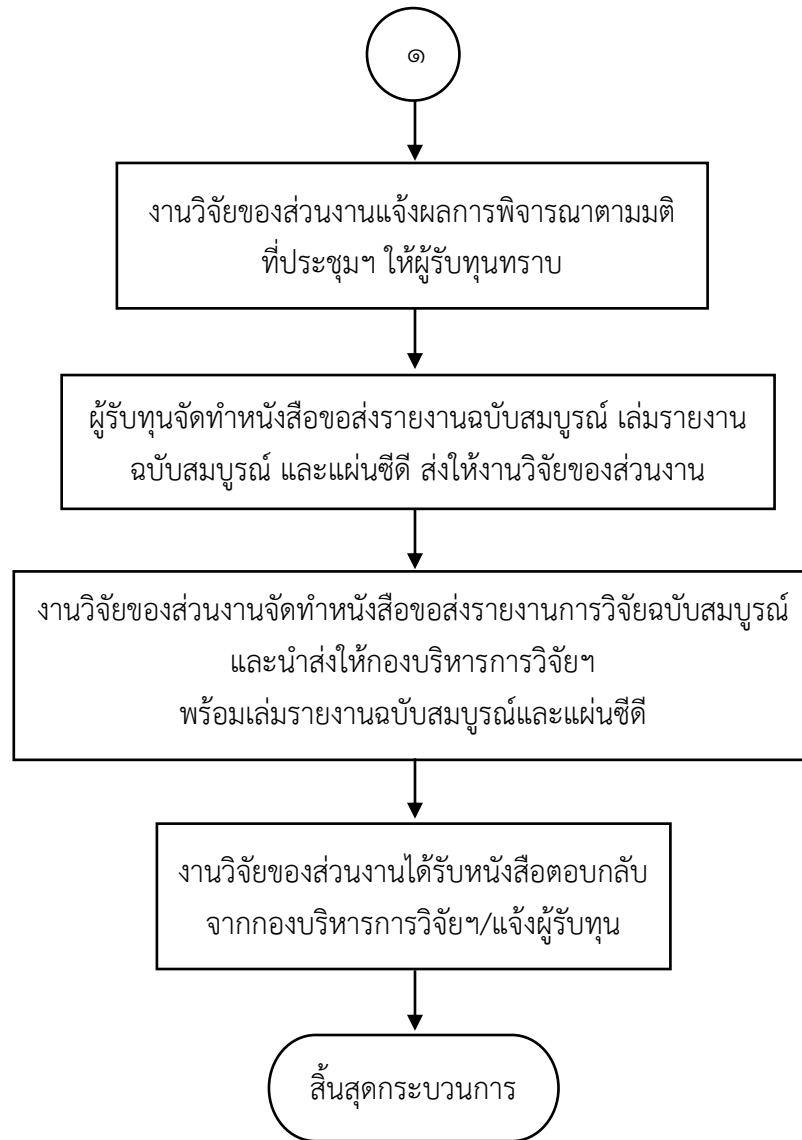 ๑
งานวิจัยของส่วนงานแจ้งผลการพิจารณาตามมติ
ที่ประชุมฯ ให้ผู้รับทุนทราบ
ผู้รับทุนจัดทำหนังสือขอส่งรายงานฉบับสมบูรณ์ เล่มรายงาน
ฉบับสมบูรณ์ และแผ่นซีดี ส่งให้งานวิจัยของส่วนงาน
งานวิจัยของส่วนงานจัดทำหนังสือขอส่งรายงานการวิจัยฉบับสมบูรณ์
และนำส่งให้กองบริหารการวิจัยฯ
พร้อมเล่มรายงานฉบับสมบูรณ์และแผ่นซีดี
งานวิจัยของส่วนงานได้รับหนังสือตอบกลับ
จากกองบริหารการวิจัยฯ/แจ้งผู้รับทุน
สิ้นสุดกระบวนการ